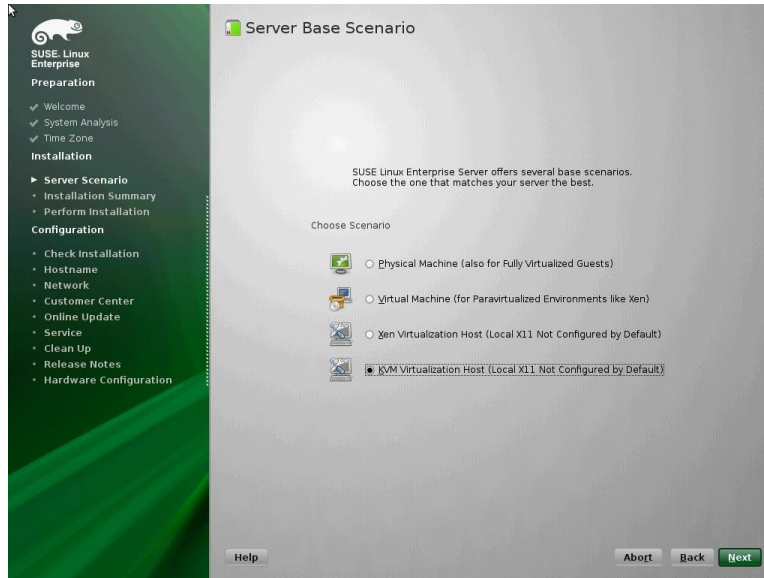 SUSE. Linux
Enterprise
Preparation
Welcome
System Analysis
Time Zone
Installation
Server Scenario
Installation Summary
Perform Installation
Configuration
Check Installation
Hostname
Network
Customer Center
Online Update
Service
Clean Up
Release Notes
Hardware Configuration
Server Base Scenario
SUSE Linux Enterprise Server offers several base scenarios.
Choose the one that matches your server the best.
Choose Scenario
Physical Machine (also for Fully Virtualized Guests)
Virtual Machine (for Paravirtualized Environments like Xen)
Xen Virtualization Host (Local X11 Not Configured by Default)
KVM Virtualization Host (Local X11 Not Configured by Default)
Help
Abort
Back
Next